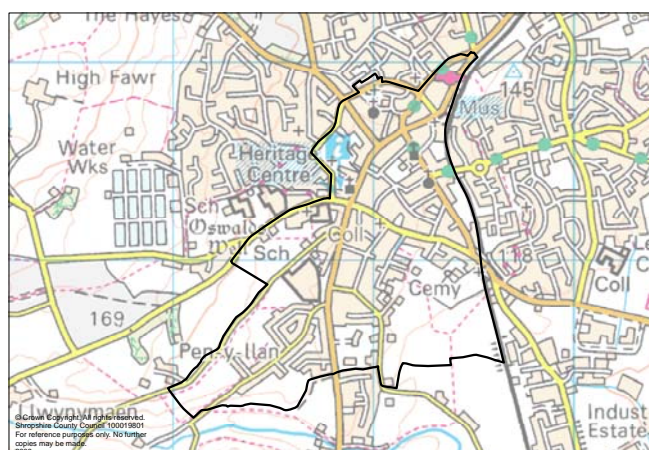 The Hayes
High Fawr
145
Mus
Water
Wks
Heritage
Centre
Sch
Oswald's
Well
Sch
Coll
118
Cemy
Coll
169
Pen-y-llan
Llwynymaen
Indust
Estate
© Crown Copyright. All rights reserved.
Shropshire County Council 100019801
For reference purposes only. No further
copies may be made.